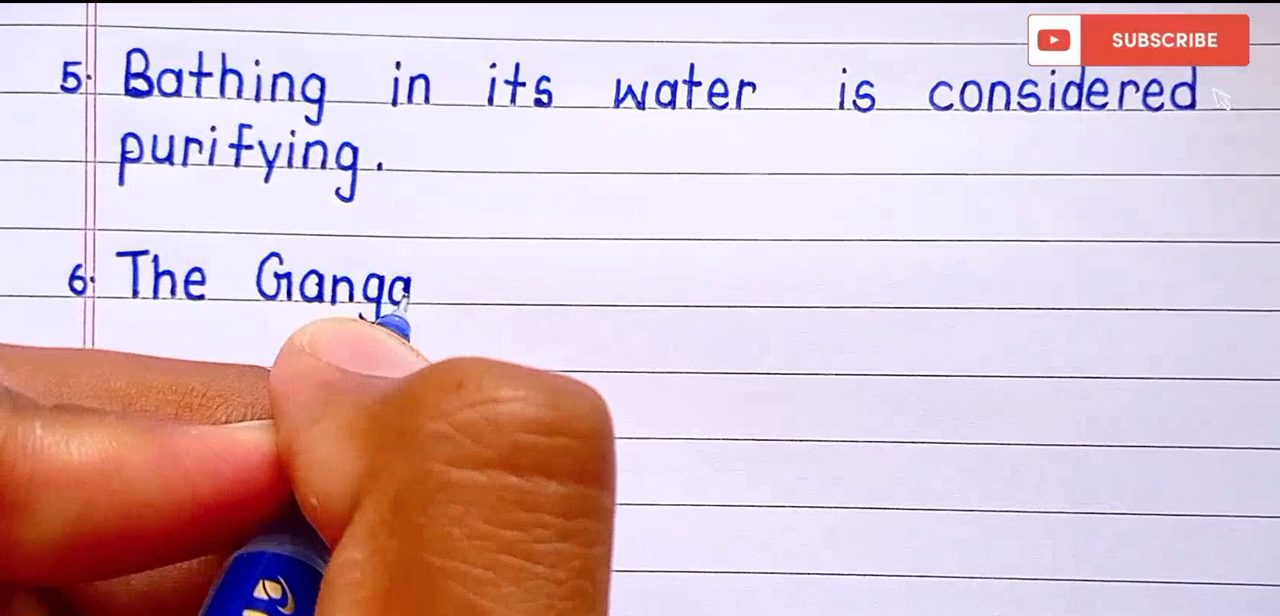 SUBSCRIBE
5. Bathing in its water is considered
purifying.
6. The Ganga